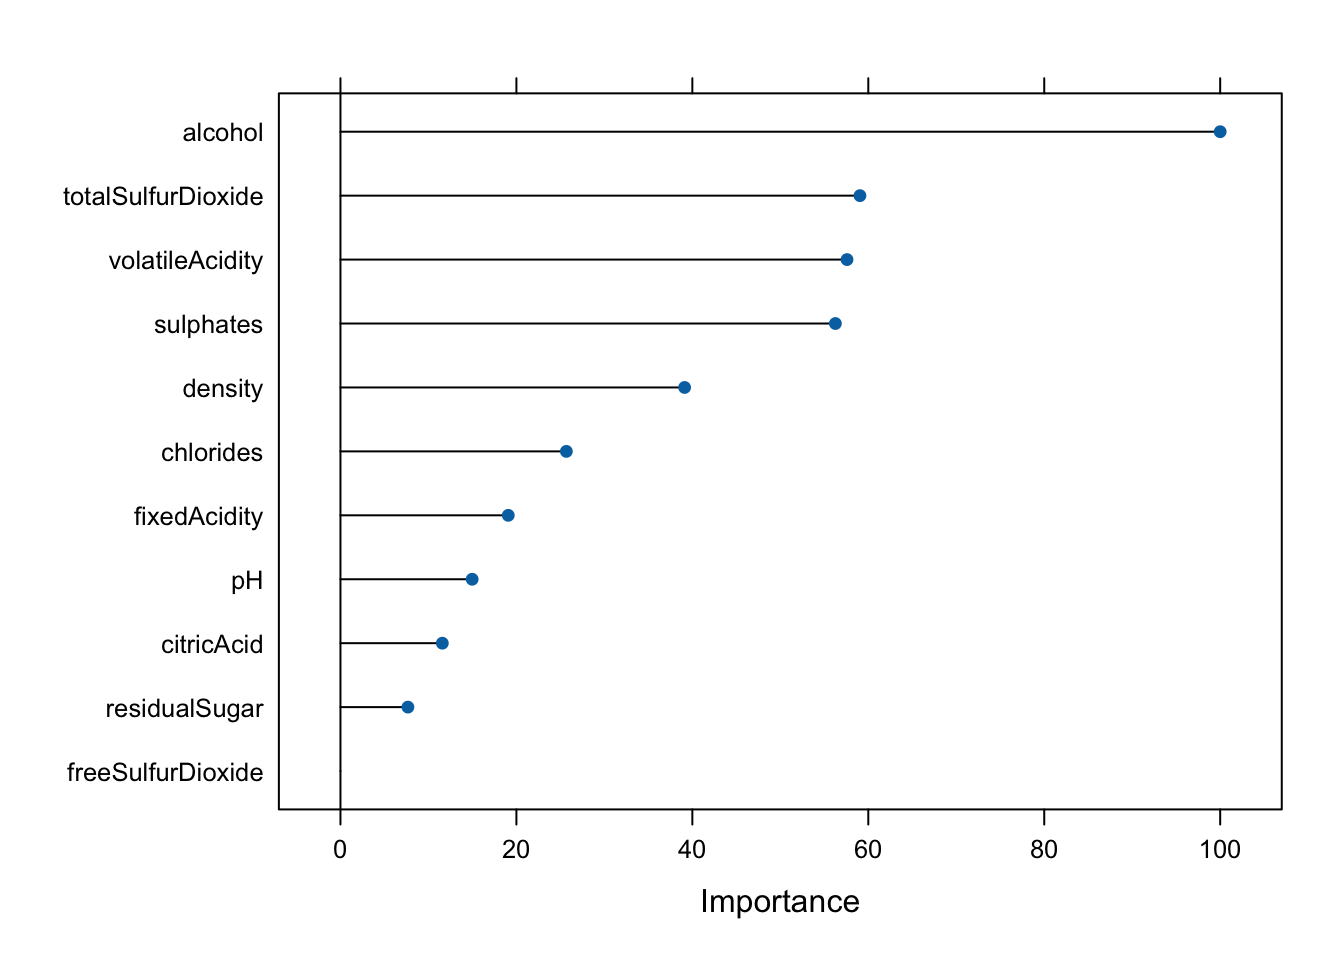 alcohol
totalSulfurDioxide
volatileAcidity
sulphates
density
chlorides
fixedAcidity
pH
citricAcid
residualSugar
freeSulfurDioxide
0 20 40 60 80 100
Importance